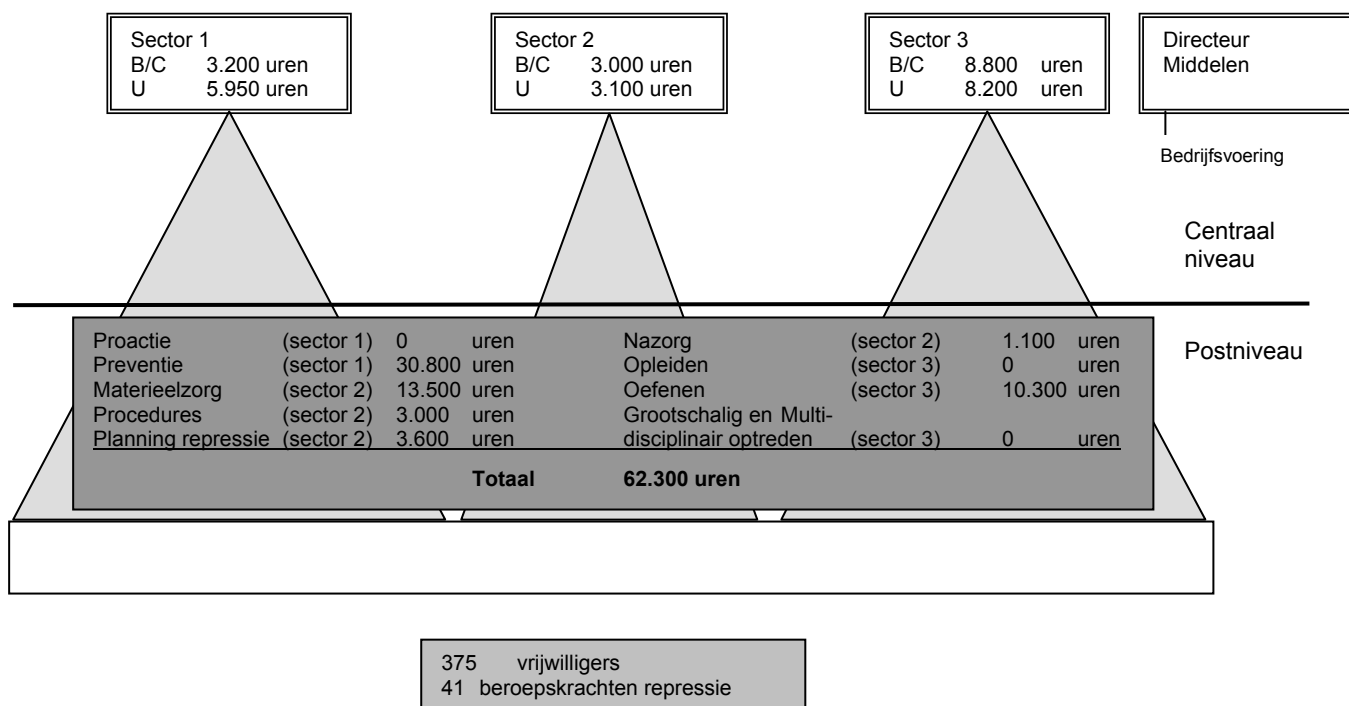 Sector 1
B/C 3.200 uren
U 5.950 uren
Sector 2
B/C 3.000 uren
U 3.100 uren
Sector 3
B/C 8.800 uren
U 8.200 uren
Directeur
Middelen
Bedrijfsvoering
Centraal
niveau
Postniveau
Proactie (sector 1) 0 uren Nazorg (sector 2) 1.100 uren
Preventie (sector 1) 30.800 uren Opleiden (sector 3) 0 uren
Materieelzorg (sector 2) 13.500 uren Oefenen (sector 3) 10.300 uren
Procedures (sector 2) 3.000 uren Grootschalig en Multi-
Planning repressie (sector 2) 3.600 uren disciplinair optreden (sector 3) 0 uren
Totaal 62.300 uren
375 vrijwilligers
41 beroepskrachten repressie